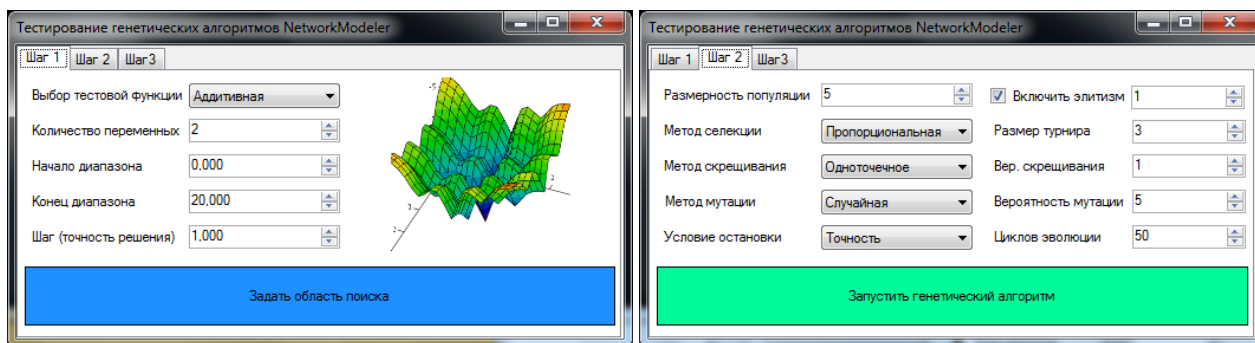 Тестирование генетических алгоритмов NetworkModeler
Шаг 1 Шаг 2 Шаг3
Выбор тестовой функции Аддитивная
Количество переменных 2
Начало диапазона 0,000
Конец диапазона 20,000
Шаг (точность решения) 1,000
Задать область поиска
Тестирование генетических алгоритмов NetworkModeler
Шаг 1 Шаг 2 Шаг3
Размерность популяции 5 Включить элитизм 1
Метод селекции Пропорциональная Размер турнира 3
Метод скрещивания Одноточечное Вер. скрещивания 1
Метод мутации Случайная Вероятность мутации 5
Условие остановки Точность Циклов эволюции 50
Запустить генетический алгоритм